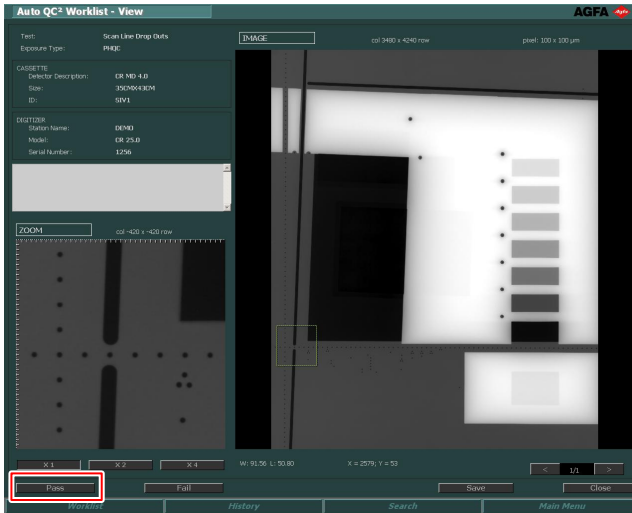 Auto QC² Worklist - View
AGFA
Agfa
Test: Scan Line Drop Outs
Exposure Type: PHQC
CASSETTE
Detector Description: CR MD 4.0
Size: 35CMX43CM
ID: SIV1
DIGITIZER
Station Name: DEMO
Model: CR 25.0
Serial Number: 1256
IMAGE
col 3480 x 4240 row
pixel: 100 x 100 µm
ZOOM
col -420 x -420 row
X 1
X 2
X 4
W: 91.56 L: 50.80
X = 2579; Y = 53
<
1/1
>
Pass
Fail
Save
Close
Worklist
History
Search
Main Menu